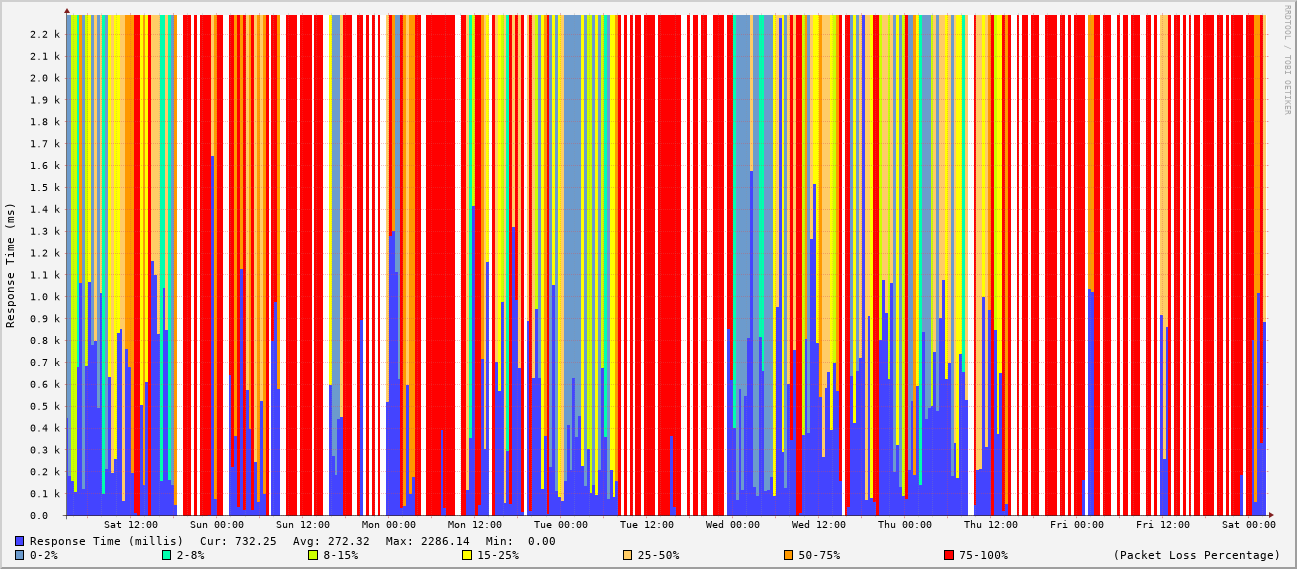 RRDTOOL / TOBI OETIKER
Response Time (ms)
2.2 k
2.1 k
2.0 k
1.9 k
1.8 k
1.7 k
1.6 k
1.5 k
1.4 k
1.3 k
1.2 k
1.1 k
1.0 k
0.9 k
0.8 k
0.7 k
0.6 k
0.5 k
0.4 k
0.3 k
0.2 k
0.1 k
0.0
Sat 12:00 Sun 00:00 Sun 12:00 Mon 00:00 Mon 12:00 Tue 00:00 Tue 12:00 Wed 00:00 Wed 12:00 Thu 00:00 Thu 12:00 Fri 00:00 Fri 12:00 Sat 00:00
Response Time (millis) Cur: 732.25 Avg: 272.32 Max: 2286.14 Min: 0.00
0-2% 2-8% 8-15% 15-25% 25-50% 50-75% 75-100% (Packet Loss Percentage)